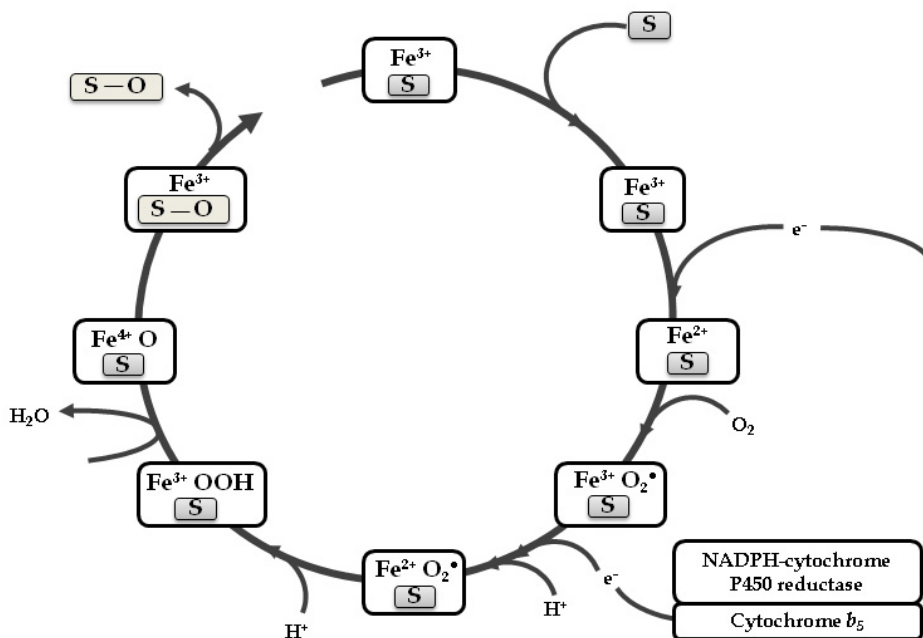 S
Fe³⁺
S
S — O
Fe³⁺
S — O
Fe³⁺
S
e⁻
Fe⁴⁺ O
S
Fe²⁺
S
H₂O
O₂
Fe³⁺ OOH
S
Fe³⁺ O₂•
S
Fe²⁺ O₂•
S
NADPH-cytochrome
P450 reductase
e⁻
H⁺
H⁺
Cytochrome b₅